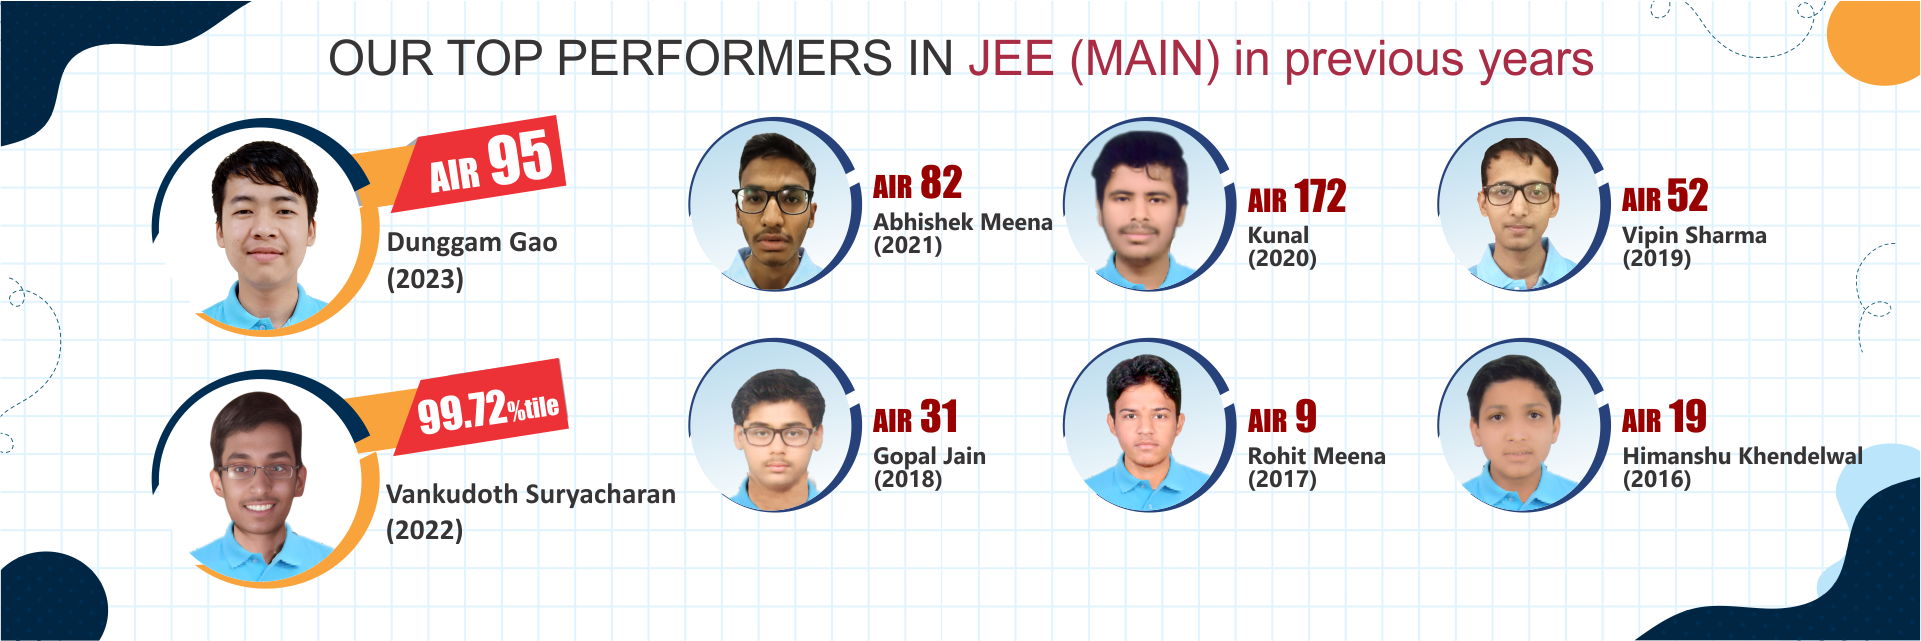 OUR TOP PERFORMERS IN JEE (MAIN) in previous years
AIR 95
Dunggam Gao
(2023)
99.72%tile
Vankudoth Suryacharan
(2022)
AIR 82
Abhishek Meena
(2021)
AIR 172
Kunal
(2020)
AIR 52
Vipin Sharma
(2019)
AIR 31
Gopal Jain
(2018)
AIR 9
Rohit Meena
(2017)
AIR 19
Himanshu Khendelwal
(2016)